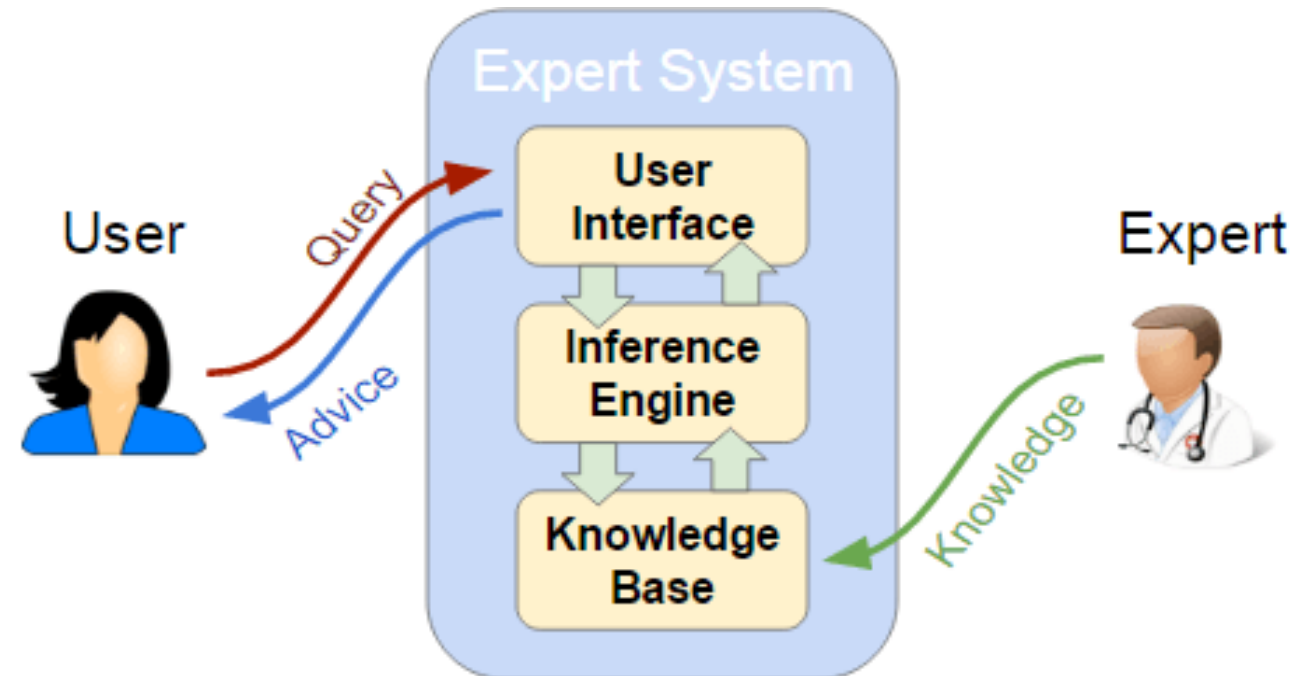 Expert System
User
Interface
Query
User
Expert
Inference
Engine
Advice
Knowledge
Knowledge
Base